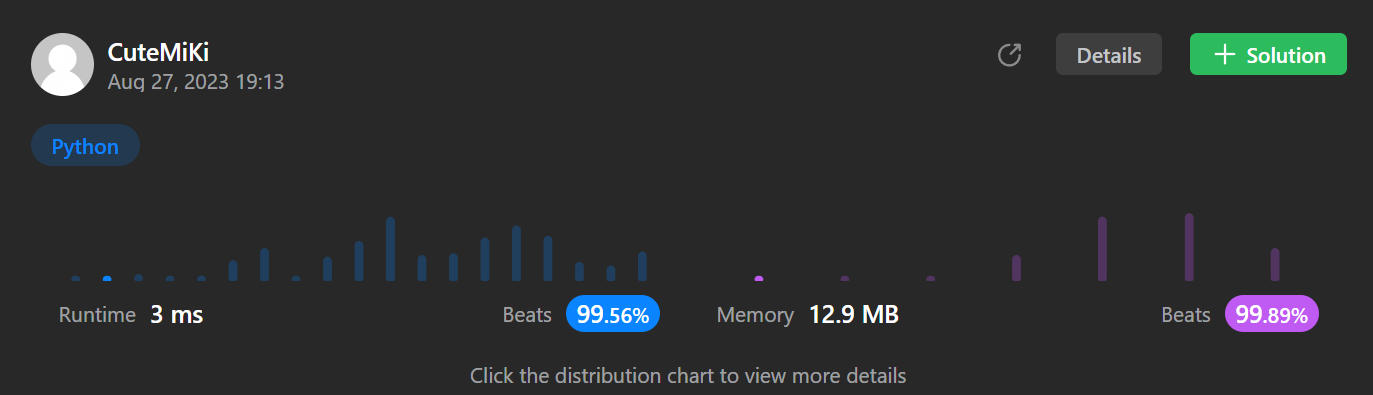 CuteMiKi
Aug 27, 2023 19:13
Details
Solution
Python
Runtime 3 ms Beats 99.56% Memory 12.9 MB Beats 99.89%
Click the distribution chart to view more details